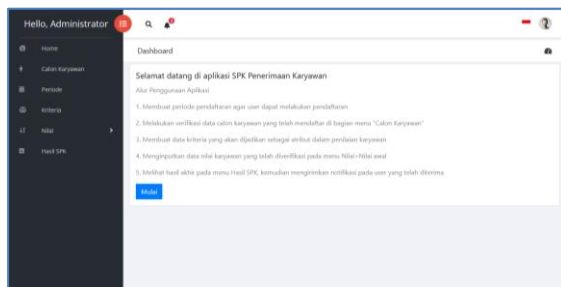 Hello, Administrator
Home
Calon Karyawan
Periode
Kriteria
Nilai
Hasil SPK
Dashboard
Selamat datang di aplikasi SPK Penerimaan Karyawan
Alur Penggunaan Aplikasi
1. Membuat periode pendaftaran agar user dapat melakukan pendaftaran
2. Melakukan verifikasi data calon karyawan yang telah mendaftar di bagian menu "Calon Karyawan"
3. Membuat data kriteria yang akan dijadikan sebagai atribut dalam penilaian karyawan
4. Menginputkan data nilai karyawan yang telah diverifikasi pada menu Nilai>Nilai awal
5. Melihat hasil akhir pada menu Hasil SPK, kemudian mengirimkan notifikasi pada user yang telah diterima
Mulai